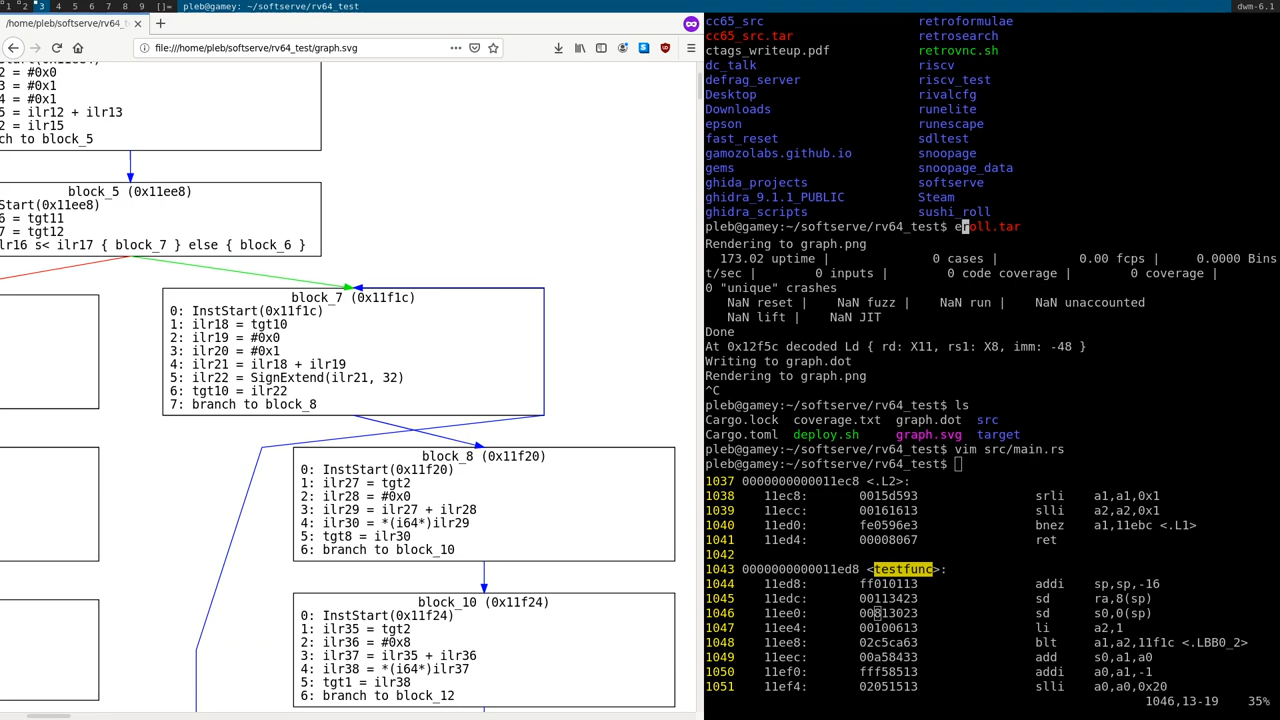 1 2 3 4 5 6 7 8 9 []= pleb@gamey: ~/softserve/rv64_test dwm-6.1
/home/pleb/softserve/rv64_t
file:///home/pleb/softserve/rv64_test/graph.svg
2 = #0x0
3 = #0x1
4 = #0x1
5 = ilr12 + ilr13
2 = ilr15
ch to block_5
block_5 (0x11ee8)
Start(0x11ee8)
6 = tgt11
7 = tgt12
lr16 s< ilr17 { block_7 } else { block_6 }
block_7 (0x11f1c)
0: InstStart(0x11f1c)
1: ilr18 = tgt10
2: ilr19 = #0x0
3: ilr20 = #0x1
4: ilr21 = ilr18 + ilr19
5: ilr22 = SignExtend(ilr21, 32)
6: tgt10 = ilr22
7: branch to block_8
block_8 (0x11f20)
0: InstStart(0x11f20)
1: ilr27 = tgt2
2: ilr28 = #0x0
3: ilr29 = ilr27 + ilr28
4: ilr30 = *(i64*)ilr29
5: tgt8 = ilr30
6: branch to block_10
block_10 (0x11f24)
0: InstStart(0x11f24)
1: ilr35 = tgt2
2: ilr36 = #0x8
3: ilr37 = ilr35 + ilr36
4: ilr38 = *(i64*)ilr37
5: tgt1 = ilr38
6: branch to block_12
cc65_src retroformulae
cc65_src.tar retrosearch
ctags_writeup.pdf retrovnc.sh
dc_talk riscv
defrag_server riscv_test
Desktop rivalcfg
Downloads runelite
epson runescape
fast_reset sdltest
gamozolabs.github.io snoopage
gems snoopage_data
ghida_projects softserve
ghidra_9.1.1_PUBLIC Steam
ghidra_scripts sushi_roll
pleb@gamey:~/softserve/rv64_test$ eroll.tar
Rendering to graph.png
173.02 uptime | 0 cases | 0.00 fcps | 0.0000 Bins
t/sec | 0 inputs | 0 code coverage | 0 coverage |
0 "unique" crashes
NaN reset | NaN fuzz | NaN run | NaN unaccounted
NaN lift | NaN JIT
Done
At 0x12f5c decoded Ld { rd: X11, rs1: X8, imm: -48 }
Writing to graph.dot
Rendering to graph.png
^C
pleb@gamey:~/softserve/rv64_test$ ls
Cargo.lock coverage.txt graph.dot src
Cargo.toml deploy.sh graph.svg target
pleb@gamey:~/softserve/rv64_test$ vim src/main.rs
pleb@gamey:~/softserve/rv64_test$
1037 0000000000011ec8 <.L2>:
1038 11ec8: 0015d593 srli a1,a1,0x1
1039 11ecc: 00161613 slli a2,a2,0x1
1040 11ed0: fe0596e3 bnez a1,11ebc <.L1>
1041 11ed4: 00008067 ret
1042
1043 0000000000011ed8 <testfunc>:
1044 11ed8: ff010113 addi sp,sp,-16
1045 11edc: 00113423 sd ra,8(sp)
1046 11ee0: 00813023 sd s0,0(sp)
1047 11ee4: 00100613 li a2,1
1048 11ee8: 02c5ca63 blt a1,a2,11f1c <.LBB0_2>
1049 11eec: 00a58433 add s0,a1,a0
1050 11ef0: fff58513 addi a0,a1,-1
1051 11ef4: 02051513 slli a0,a0,0x20
1046,13-19 35%